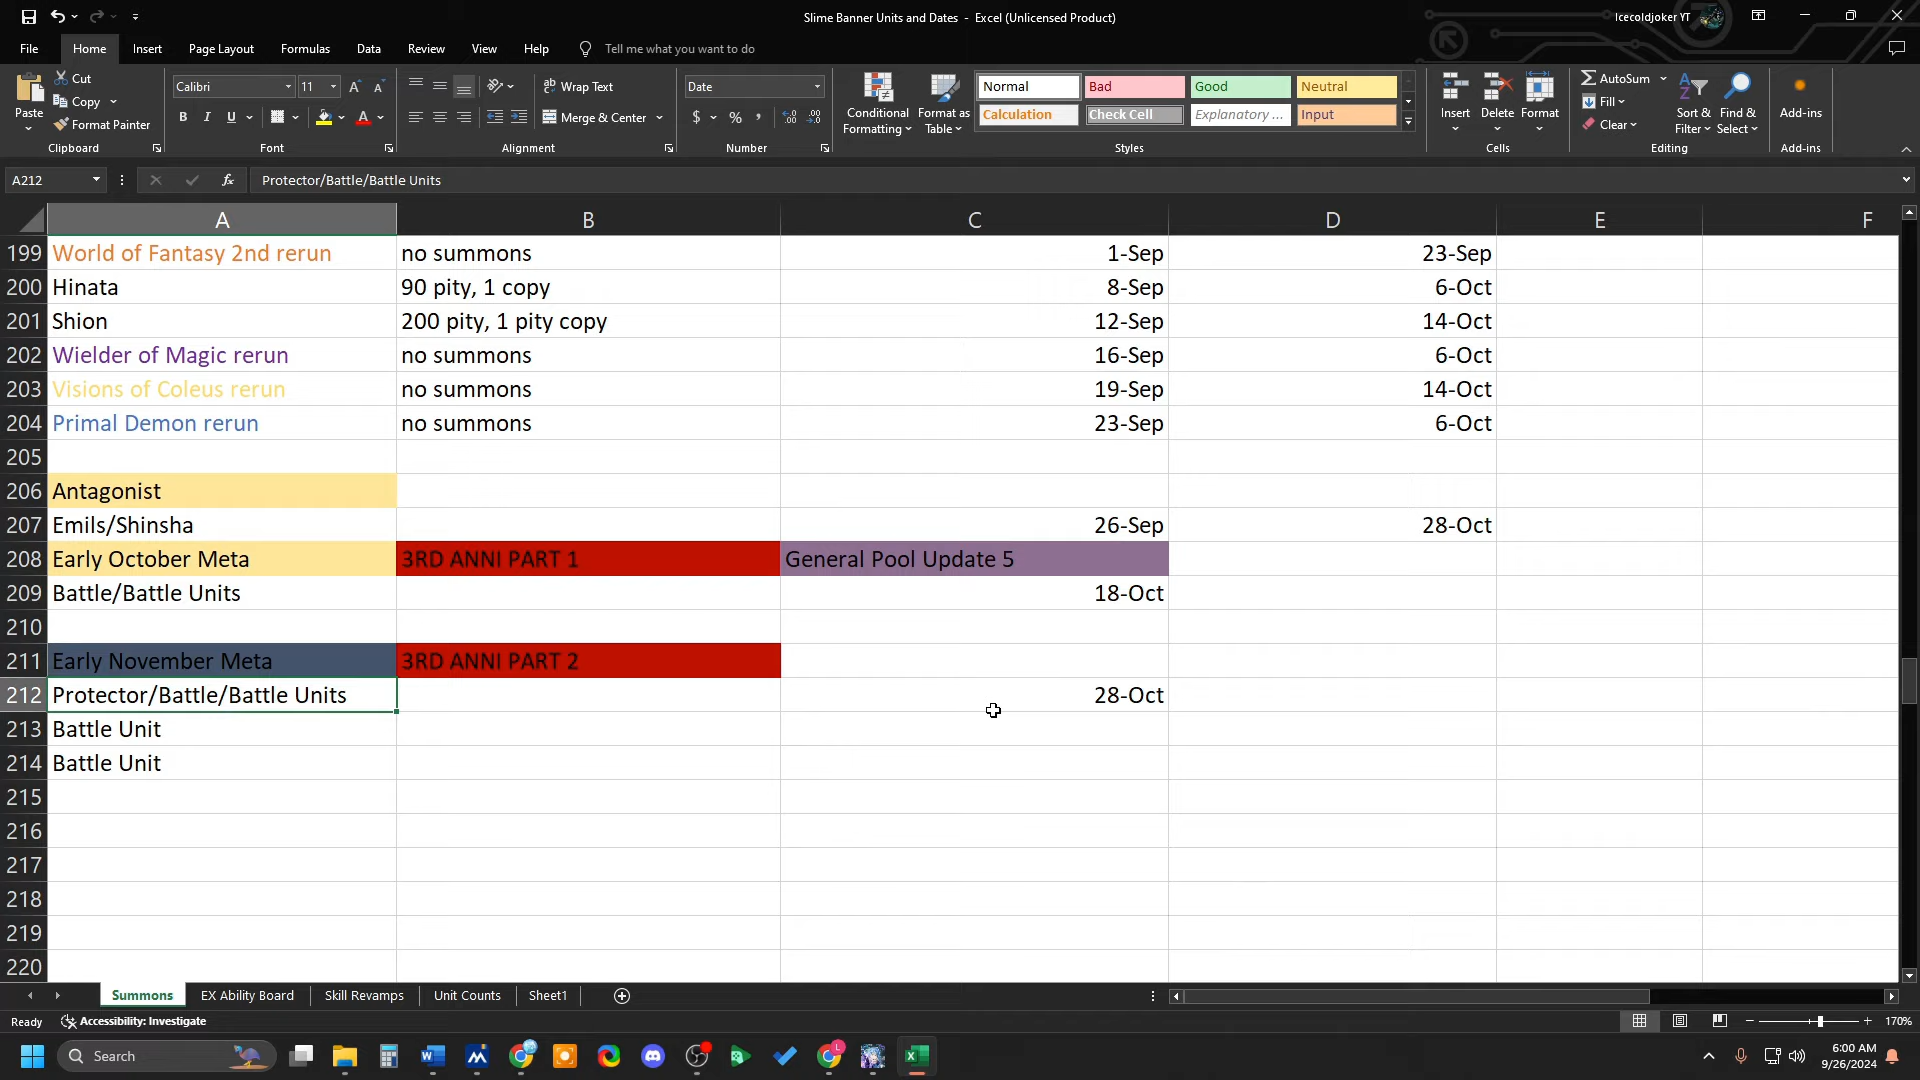 Slime Banner Units and Dates - Excel (Unlicensed Product)
Icecoldjoker YT
File Home Insert Page Layout Formulas Data Review View Help Tell me what you want to do
Paste
Cut
Copy
Format Painter
Clipboard
Calibri 11
B I U
Font
Wrap Text
Merge & Center
Alignment
Date
$ % ,
Number
Conditional Formatting
Format as Table
Normal Bad Good Neutral
Calculation Check Cell Explanatory ... Input
Styles
Insert Delete Format
Cells
AutoSum
Fill
Clear
Sort & Filter
Find & Select
Editing
Add-ins
Add-ins
A212 fx Protector/Battle/Battle Units
A B C D E F
199 World of Fantasy 2nd rerun no summons 1-Sep 23-Sep
200 Hinata 90 pity, 1 copy 8-Sep 6-Oct
201 Shion 200 pity, 1 pity copy 12-Sep 14-Oct
202 Wielder of Magic rerun no summons 16-Sep 6-Oct
203 Visions of Coleus rerun no summons 19-Sep 14-Oct
204 Primal Demon rerun no summons 23-Sep 6-Oct
205
206 Antagonist
207 Emils/Shinsha 26-Sep 28-Oct
208 Early October Meta 3RD ANNI PART 1 General Pool Update 5
209 Battle/Battle Units 18-Oct
210
211 Early November Meta 3RD ANNI PART 2
212 Protector/Battle/Battle Units 28-Oct
213 Battle Unit
214 Battle Unit
215
216
217
218
219
220
Summons EX Ability Board Skill Revamps Unit Counts Sheet1
Ready Accessibility: Investigate 170%
Search
6:00 AM
9/26/2024